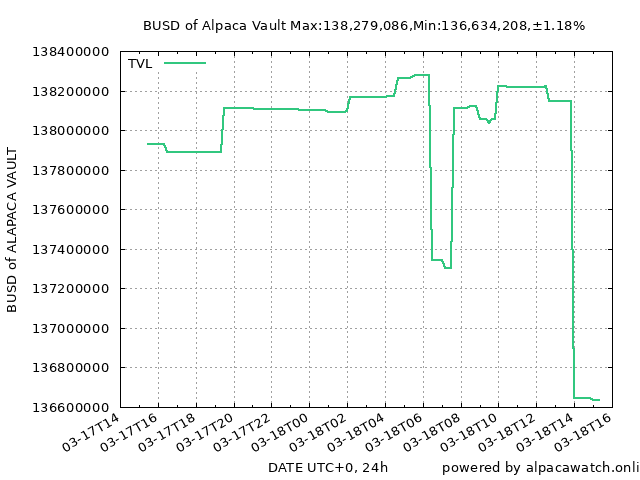 BUSD of Alpaca Vault Max:138,279,086,Min:136,634,208,±1.18%
TVL
138400000
138200000
138000000
137800000
137600000
137400000
137200000
137000000
136800000
136600000
BUSD of ALAPACA VAULT
03-17T14
03-17T16
03-17T18
03-17T20
03-17T22
03-18T00
03-18T02
03-18T04
03-18T06
03-18T08
03-18T10
03-18T12
03-18T14
03-18T16
DATE UTC+0, 24h
powered by alpacawatch.onli